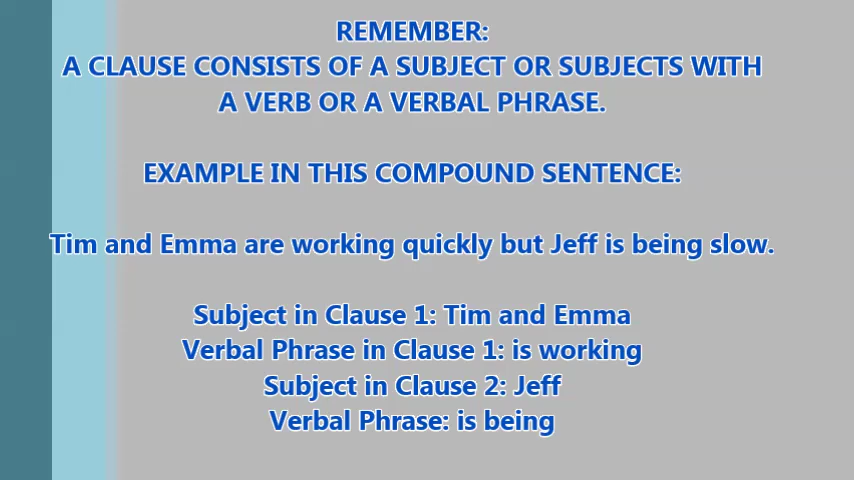 REMEMBER:
A CLAUSE CONSISTS OF A SUBJECT OR SUBJECTS WITH
A VERB OR A VERBAL PHRASE.
EXAMPLE IN THIS COMPOUND SENTENCE:
Tim and Emma are working quickly but Jeff is being slow.
Subject in Clause 1: Tim and Emma
Verbal Phrase in Clause 1: is working
Subject in Clause 2: Jeff
Verbal Phrase: is being